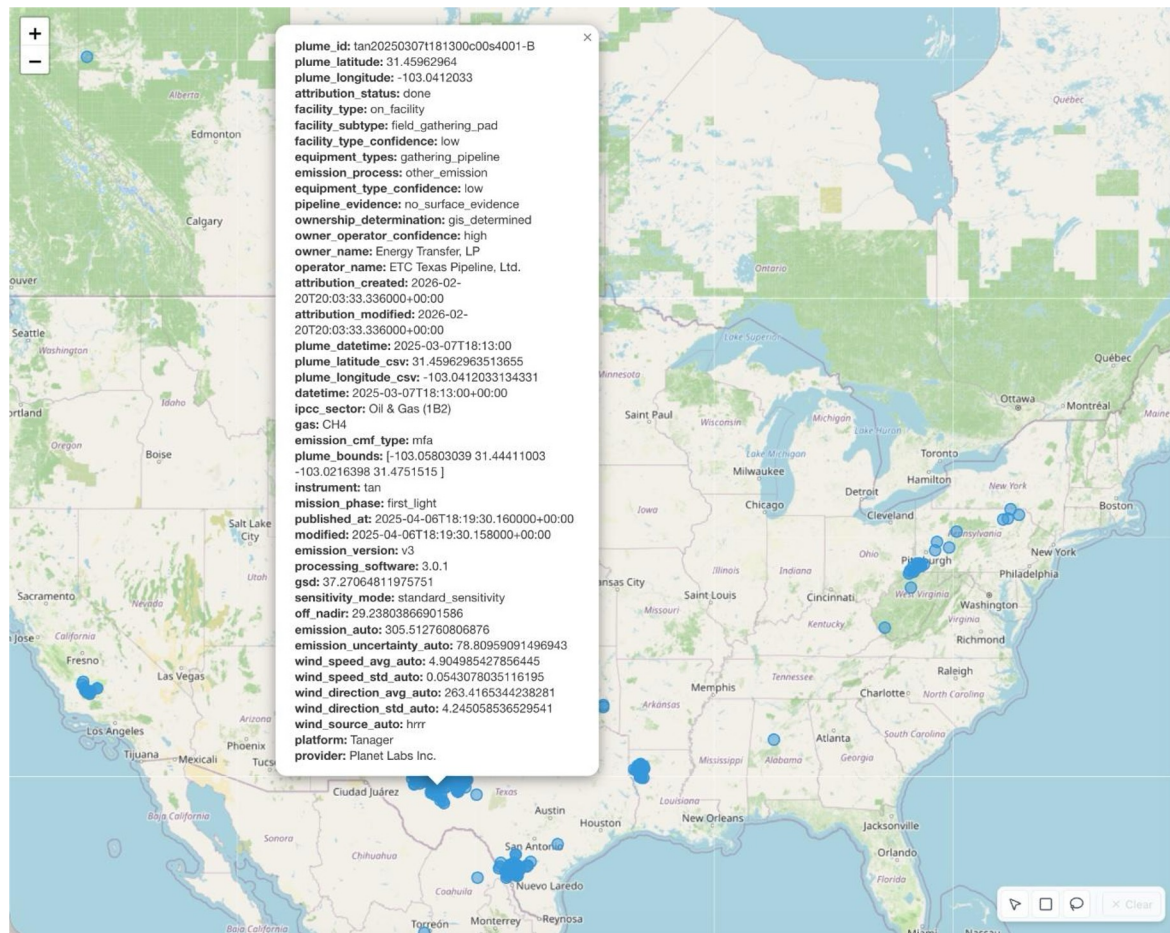 +
−
×
plume_id: tan20250307t181300c00s4001-B
plume_latitude: 31.45962964
plume_longitude: -103.0412033
attribution_status: done
facility_type: on_facility
facility_subtype: field_gathering_pad
facility_type_confidence: low
equipment_types: gathering_pipeline
emission_process: other_emission
equipment_type_confidence: low
pipeline_evidence: no_surface_evidence
ownership_determination: gis_determined
owner_operator_confidence: high
owner_name: Energy Transfer, LP
operator_name: ETC Texas Pipeline, Ltd.
attribution_created: 2026-02-
20T20:03:33.336000+00:00
attribution_modified: 2026-02-
20T20:03:33.336000+00:00
plume_datetime: 2025-03-07T18:13:00
plume_latitude_csv: 31.45962963513655
plume_longitude_csv: -103.0412033134331
datetime: 2025-03-07T18:13:00+00:00
ipcc_sector: Oil & Gas (1B2)
gas: CH4
emission_cmf_type: mfa
plume_bounds: [-103.05803039 31.44411003
-103.0216398 31.4751515 ]
instrument: tan
mission_phase: first_light
published_at: 2025-04-06T18:19:30.160000+00:00
modified: 2025-04-06T18:19:30.158000+00:00
emission_version: v3
processing_software: 3.0.1
gsd: 37.27064811975751
sensitivity_mode: standard_sensitivity
off_nadir: 29.23803866901586
emission_auto: 305.512760806876
emission_uncertainty_auto: 78.80959091496943
wind_speed_avg_auto: 4.904985427856445
wind_speed_std_auto: 0.0543078035116195
wind_direction_avg_auto: 263.4165344238281
wind_direction_std_auto: 4.245058536529541
wind_source_auto: hrrr
platform: Tanager
provider: Planet Labs Inc.
Alberta
Edmonton
Calgary
Québec
Ontario
ouver
Seattle
Washington
Lake Superior
Minnesota
Québec
Idaho
Ottawa
Montréal
ortland
Saint Paul
Wisconsin
Michigan
Lake Huron
Maine
Oregon
Boise
Lake Michigan
Toronto
Milwaukee
Hamilton
New York
Detroit
Chicago
Iowa
Cleveland
Boston
Salt Lake
City
Ohio
New York
Utah
ansas City
Illinois
Indiana
Philadelphia
Sacramento
Nevada
Saint Louis
Cincinnati
West Virginia
Washington
Missouri
Kentucky
Virginia
n Jose
California
Richmond
Fresno
Las Vegas
Raleigh
Memphis
Tennessee
Charlotte
North Carolina
Arkansas
Arizona
Los Angeles
Phoenix
Atlanta
South Carolina
Tijuana
Mexicali
Tucs
Mississippi
Alabama
Georgia
Ciudad Juárez
Texas
Louisiana
Austin
Baja California
Houston
New Orleans
Jacksonville
Sonora
San Antonio
Chihuahua
Orlando
Nuevo Laredo
Florida
Coahuila
Monterrey
Reynosa
Torreón
Baja California
Miami
Nassau
× Clear